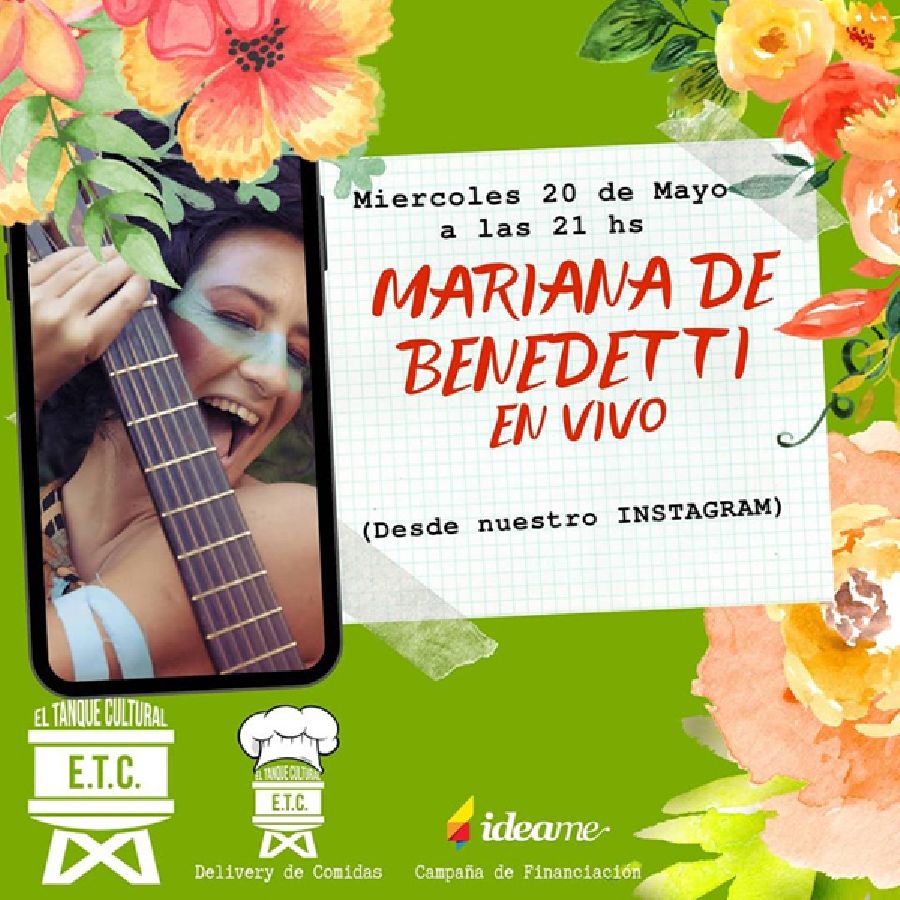 Miercoles 20 de Mayo
a las 21 hs
MARIANA DE
BENEDETTI
EN VIVO
(Desde nuestro INSTAGRAM)
EL TANQUE CULTURAL
E.T.C.
EL TANQUE CULTURAL
E.T.C.
Delivery de Comidas
ideame
Campaña de Financiación